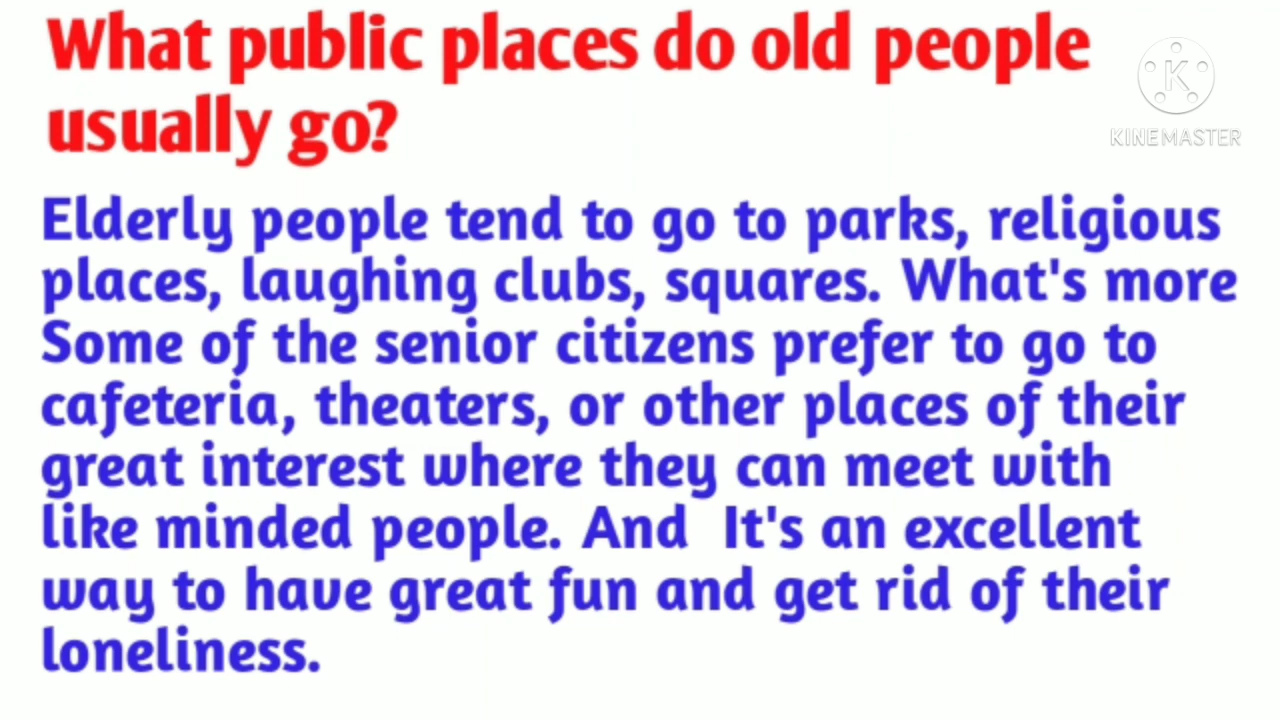 What public places do old people
usually go?
K
KINEMASTER
Elderly people tend to go to parks, religious
places, laughing clubs, squares. What's more
Some of the senior citizens prefer to go to
cafeteria, theaters, or other places of their
great interest where they can meet with
like minded people. And  It's an excellent
way to have great fun and get rid of their
loneliness.